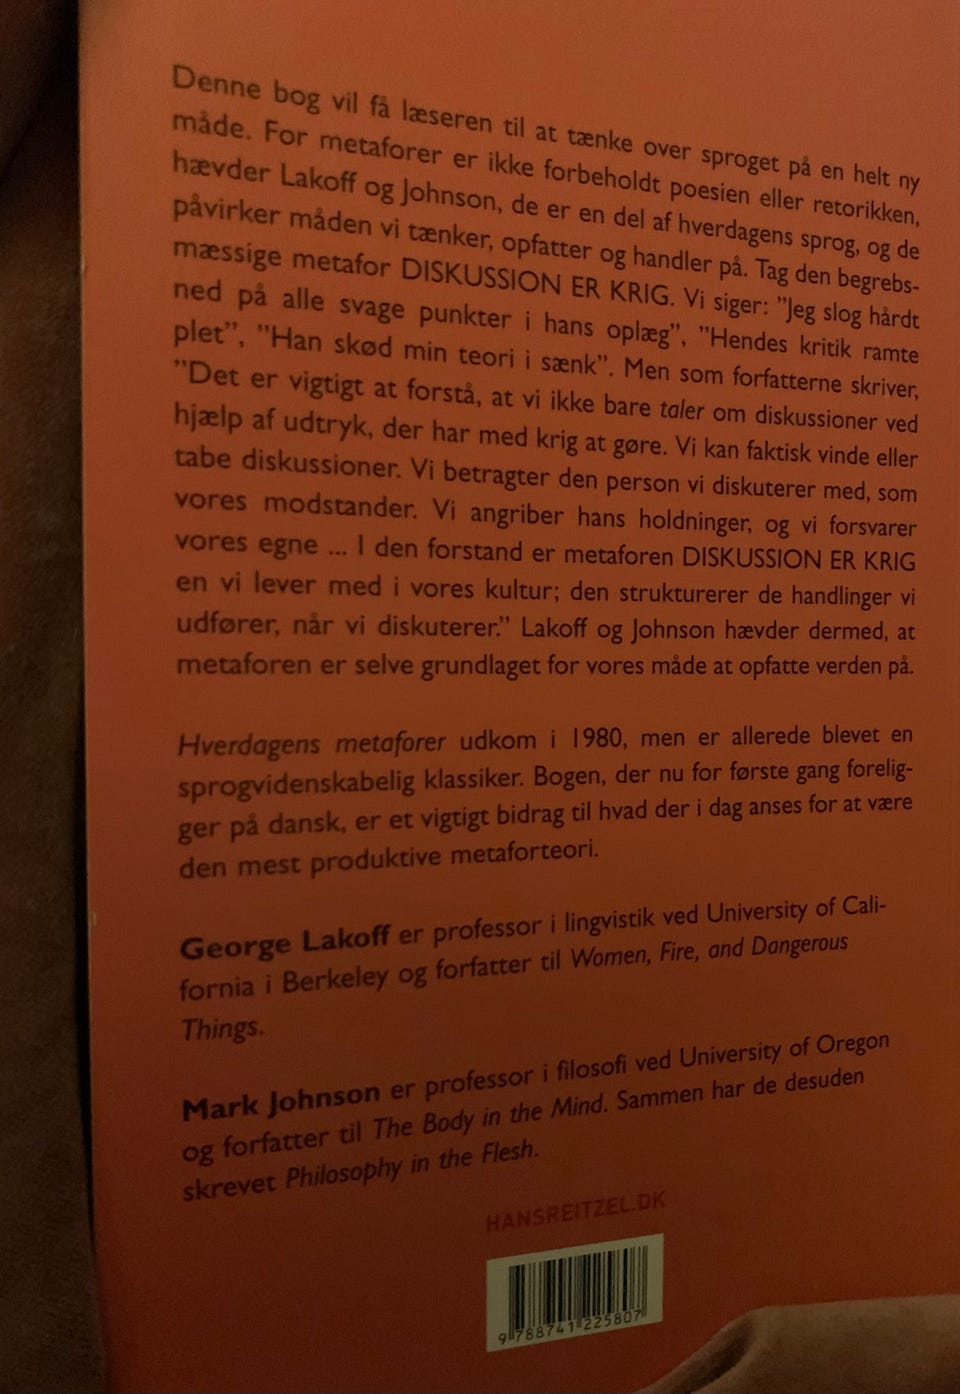 Denne bog vil få læseren til at tænke over sproget på en helt ny
måde. For metaforer er ikke forbeholdt poesien eller retorikken,
hævder Lakoff og Johnson, de er en del af hverdagens sprog, og de
påvirker måden vi tænker, opfatter og handler på. Tag den begrebs-
mæssige metafor DISKUSSION ER KRIG. Vi siger: ”Jeg slog hårdt
ned på alle svage punkter i hans oplæg”, ”Hendes kritik ramte
plet”, ”Han skød min teori i sænk”. Men som forfatterne skriver,
”Det er vigtigt at forstå, at vi ikke bare taler om diskussioner ved
hjælp af udtryk, der har med krig at gøre. Vi kan faktisk vinde eller
tabe diskussioner. Vi betragter den person vi diskuterer med, som
vores modstander. Vi angriber hans holdninger, og vi forsvarer
vores egne ... I den forstand er metaforen DISKUSSION ER KRIG
en vi lever med i vores kultur; den strukturerer de handlinger vi
udfører, når vi diskuterer.” Lakoff og Johnson hævder dermed, at
metaforen er selve grundlaget for vores måde at opfatte verden på.
Hverdagens metaforer udkom i 1980, men er allerede blevet en
sprogvidenskabelig klassiker. Bogen, der nu for første gang forelig-
ger på dansk, er et vigtigt bidrag til hvad der i dag anses for at være
den mest produktive metaforteori.
George Lakoff er professor i lingvistik ved University of Cali-
fornia i Berkeley og forfatter til Women, Fire, and Dangerous
Things.
Mark Johnson er professor i filosofi ved University of Oregon
og forfatter til The Body in the Mind. Sammen har de desuden
skrevet Philosophy in the Flesh.
HANSREITZEL.DK
9 788741 225807